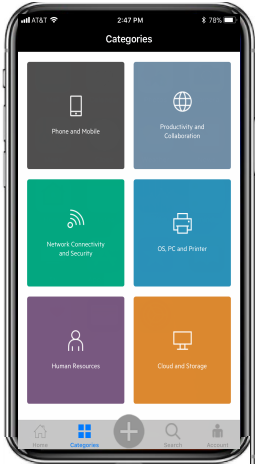 AT&T 2:47 PM 78%
Categories
Phone and Mobile
Productivity and
Collaboration
Network Connectivity
and Security
OS, PC and Printer
Human Resources
Cloud and Storage
Home Categories Search Account